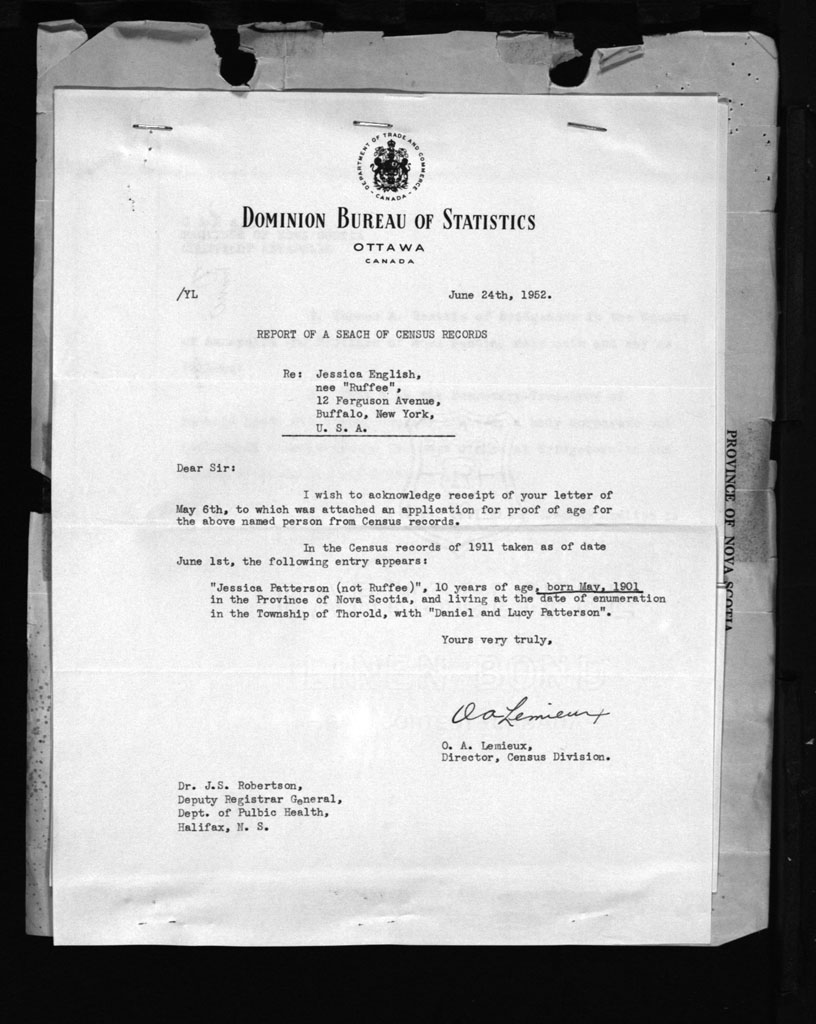 DEPARTMENT OF TRADE AND COMMERCE
- CANADA -
DOMINION BUREAU OF STATISTICS
OTTAWA
CANADA
/YL June 24th, 1952.
REPORT OF A SEACH OF CENSUS RECORDS
Re: Jessica English,
nee "Ruffee",
12 Ferguson Avenue,
Buffalo, New York,
U. S. A.
Dear Sir:
I wish to acknowledge receipt of your letter of
May 6th, to which was attached an application for proof of age for
the above named person from Census records.
In the Census records of 1911 taken as of date
June 1st, the following entry appears:
"Jessica Patterson (not Ruffee)", 10 years of age, born May, 1901
in the Province of Nova Scotia, and living at the date of enumeration
in the Township of Thorold, with "Daniel and Lucy Patterson".
Yours very truly,
O A Lemieux
O. A. Lemieux,
Director, Census Division.
Dr. J.S. Robertson,
Deputy Registrar General,
Dept. of Pulbic Health,
Halifax, N. S.
PROVINCE OF NOVA SCOTIA